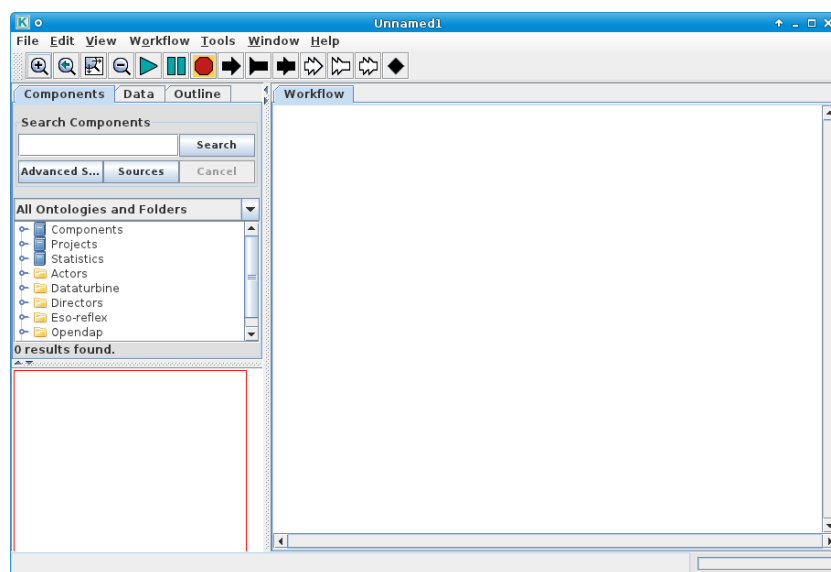 K Unnamed1
File Edit View Workflow Tools Window Help
Components Data Outline Workflow
Search Components
Search
Advanced S... Sources Cancel
All Ontologies and Folders
Components
Projects
Statistics
Actors
Dataturbine
Directors
Eso-reflex
Opendap
0 results found.